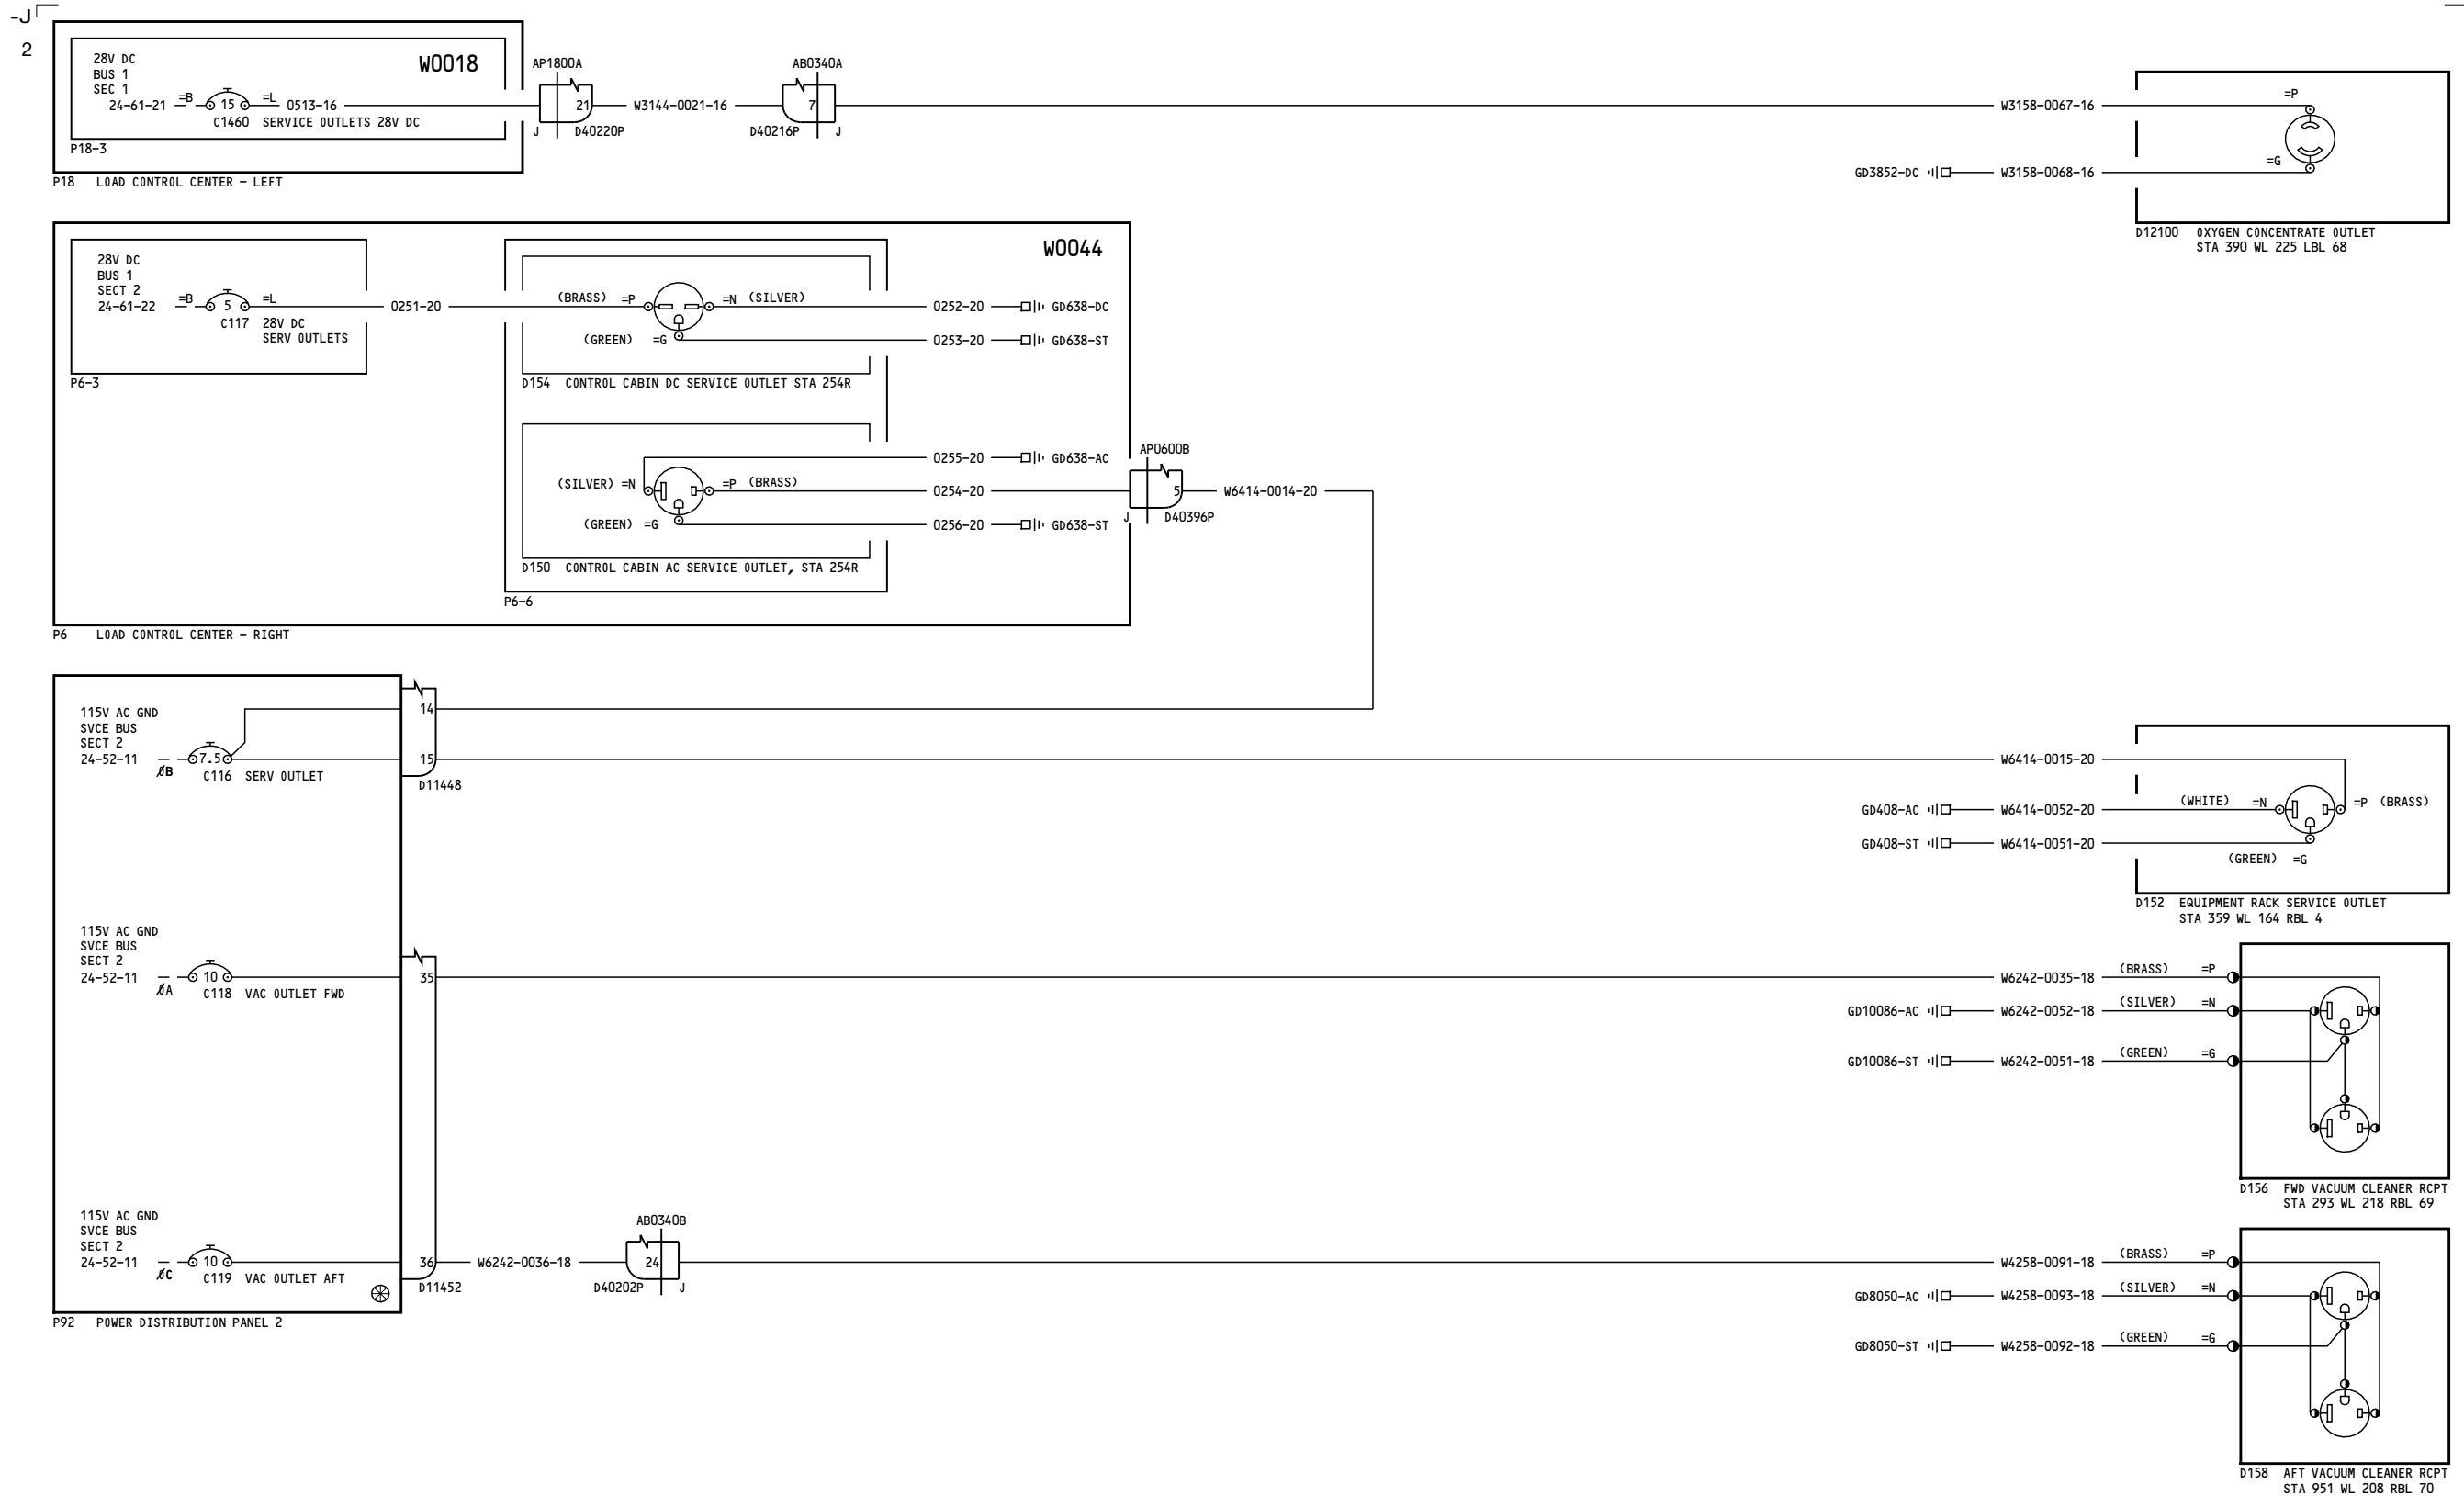 -J
2
28V DC
BUS 1
SEC 1
24-61-21
=B
15
=L
0513-16
C1460 SERVICE OUTLETS 28V DC
W0018
P18-3
P18 LOAD CONTROL CENTER - LEFT
AP1800A
21
J
D40220P
W3144-0021-16
AB0340A
7
D40216P
J
W3158-0067-16
=P
GD3852-DC
W3158-0068-16
=G
D12100 OXYGEN CONCENTRATE OUTLET
STA 390 WL 225 LBL 68
W0044
28V DC
BUS 1
SECT 2
24-61-22
=B
5
=L
C117 28V DC
SERV OUTLETS
P6-3
0251-20
(BRASS) =P
=N (SILVER)
0252-20
GD638-DC
(GREEN) =G
0253-20
GD638-ST
D154 CONTROL CABIN DC SERVICE OUTLET STA 254R
0255-20
GD638-AC
(SILVER) =N
=P (BRASS)
0254-20
(GREEN) =G
0256-20
GD638-ST
D150 CONTROL CABIN AC SERVICE OUTLET, STA 254R
P6-6
AP0600B
5
J
D40396P
W6414-0014-20
P6 LOAD CONTROL CENTER - RIGHT
115V AC GND
SVCE BUS
SECT 2
24-52-11
ØB
7.5
C116 SERV OUTLET
14
15
D11448
W6414-0015-20
GD408-AC
W6414-0052-20
(WHITE) =N
=P (BRASS)
GD408-ST
W6414-0051-20
(GREEN) =G
D152 EQUIPMENT RACK SERVICE OUTLET
STA 359 WL 164 RBL 4
115V AC GND
SVCE BUS
SECT 2
24-52-11
ØA
10
C118 VAC OUTLET FWD
35
W6242-0035-18
(BRASS) =P
GD10086-AC
W6242-0052-18
(SILVER) =N
GD10086-ST
W6242-0051-18
(GREEN) =G
D156 FWD VACUUM CLEANER RCPT
STA 293 WL 218 RBL 69
115V AC GND
SVCE BUS
SECT 2
24-52-11
ØC
10
C119 VAC OUTLET AFT
36
D11452
W6242-0036-18
AB0340B
24
D40202P
J
W4258-0091-18
(BRASS) =P
GD8050-AC
W4258-0093-18
(SILVER) =N
GD8050-ST
W4258-0092-18
(GREEN) =G
P92 POWER DISTRIBUTION PANEL 2
D158 AFT VACUUM CLEANER RCPT
STA 951 WL 208 RBL 70